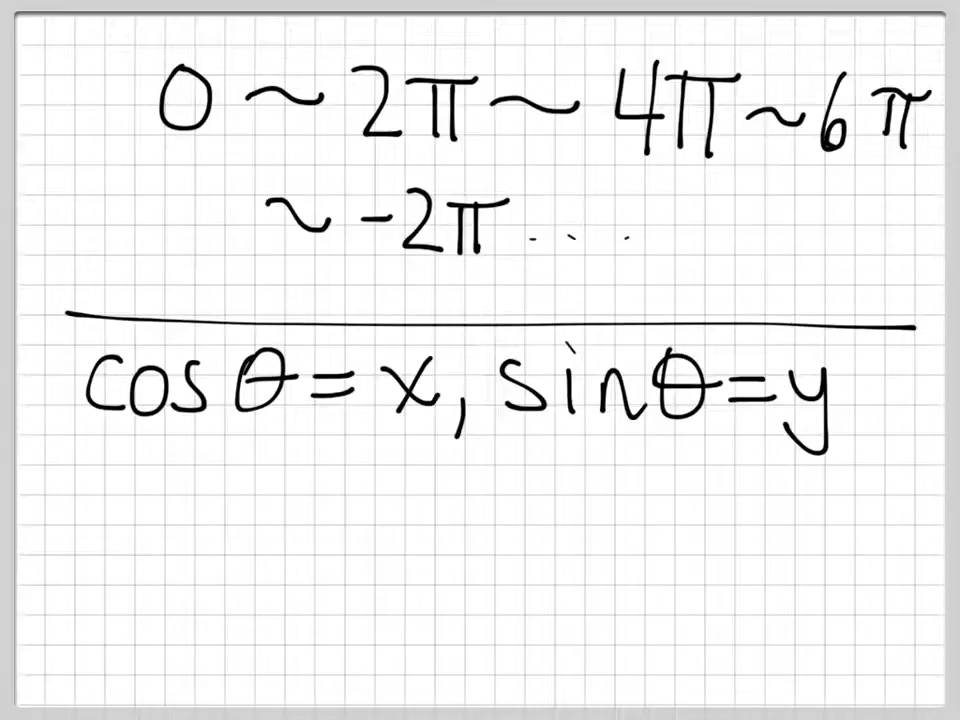 0 ~ 2π ~ 4π ~ 6π
~ -2π ....
cosθ = x, sinθ = y